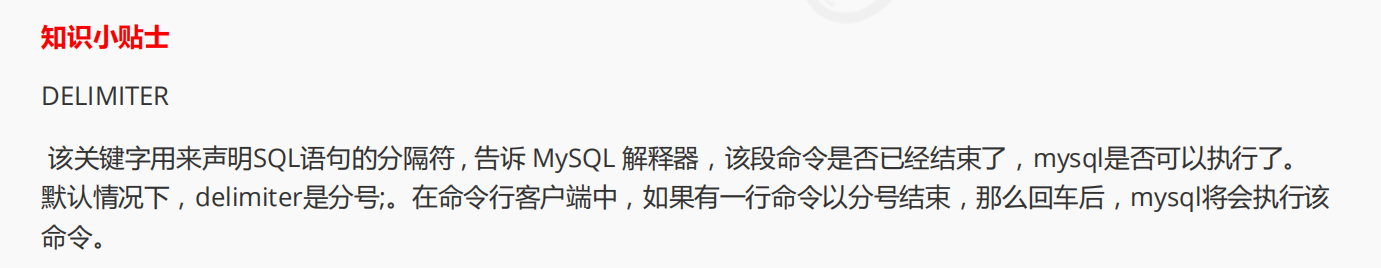 知识小贴士
DELIMITER
该关键字用来声明SQL语句的分隔符 , 告诉 MySQL 解释器，该段命令是否已经结束了，mysql是否可以执行了。
默认情况下，delimiter是分号;。在命令行客户端中，如果有一行命令以分号结束，那么回车后，mysql将会执行该
命令。